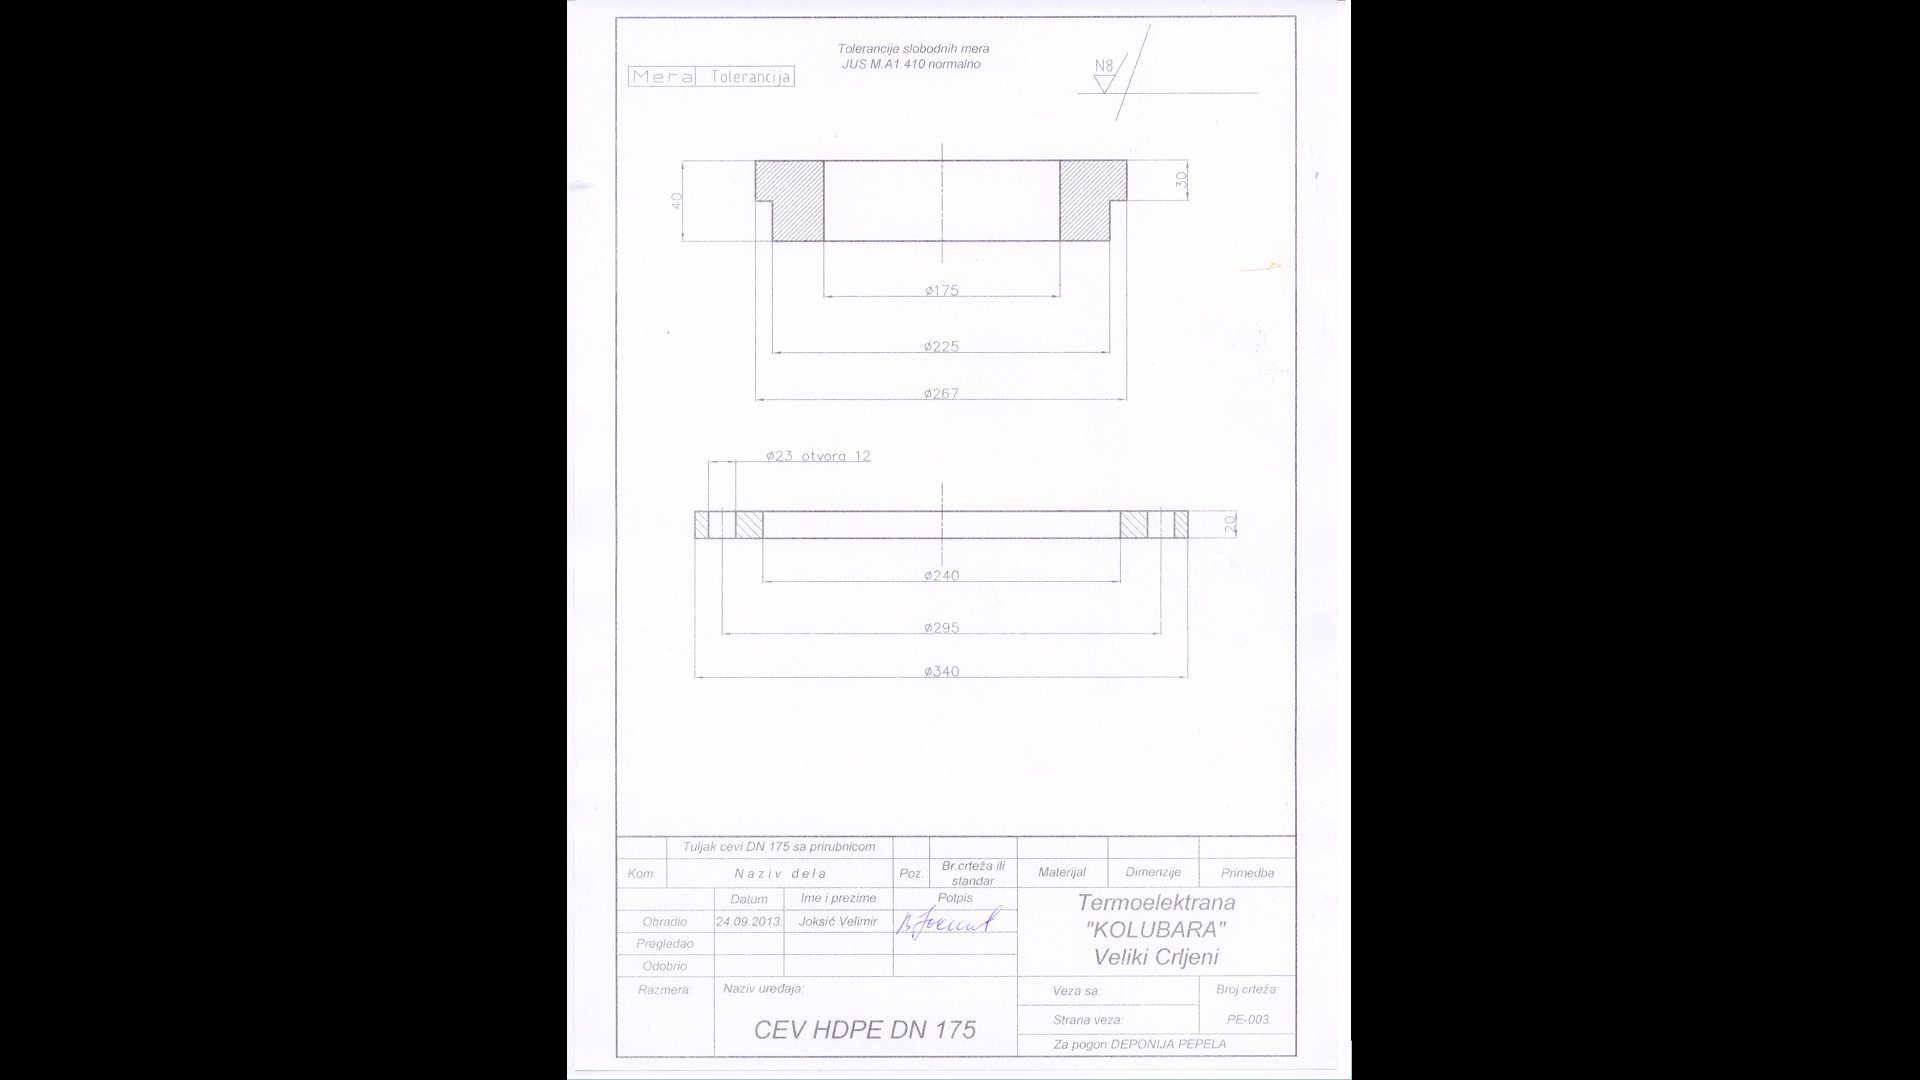 Tolerancije slobodnih mera
JUS M.A1.410 normalno
Mera Tolerancija
N8
40
30
ø175
ø225
ø267
ø23 otvora 12
20
ø240
ø295
ø340
Tuljak cevi DN 175 sa prirubnicom
Kom. Naziv dela Poz. Br.crteža ili standar Materijal Dimenzije Primedba
Datum Ime i prezime Potpis
Obradio 24.09.2013. Joksić Velimir
Pregledao
Odobrio
Termoelektrana
"KOLUBARA"
Veliki Crljeni
Razmera: Naziv uređaja:
CEV HDPE DN 175
Veza sa: Broj crteža:
Strana veza: PE-003
Za pogon:DEPONIJA PEPELA